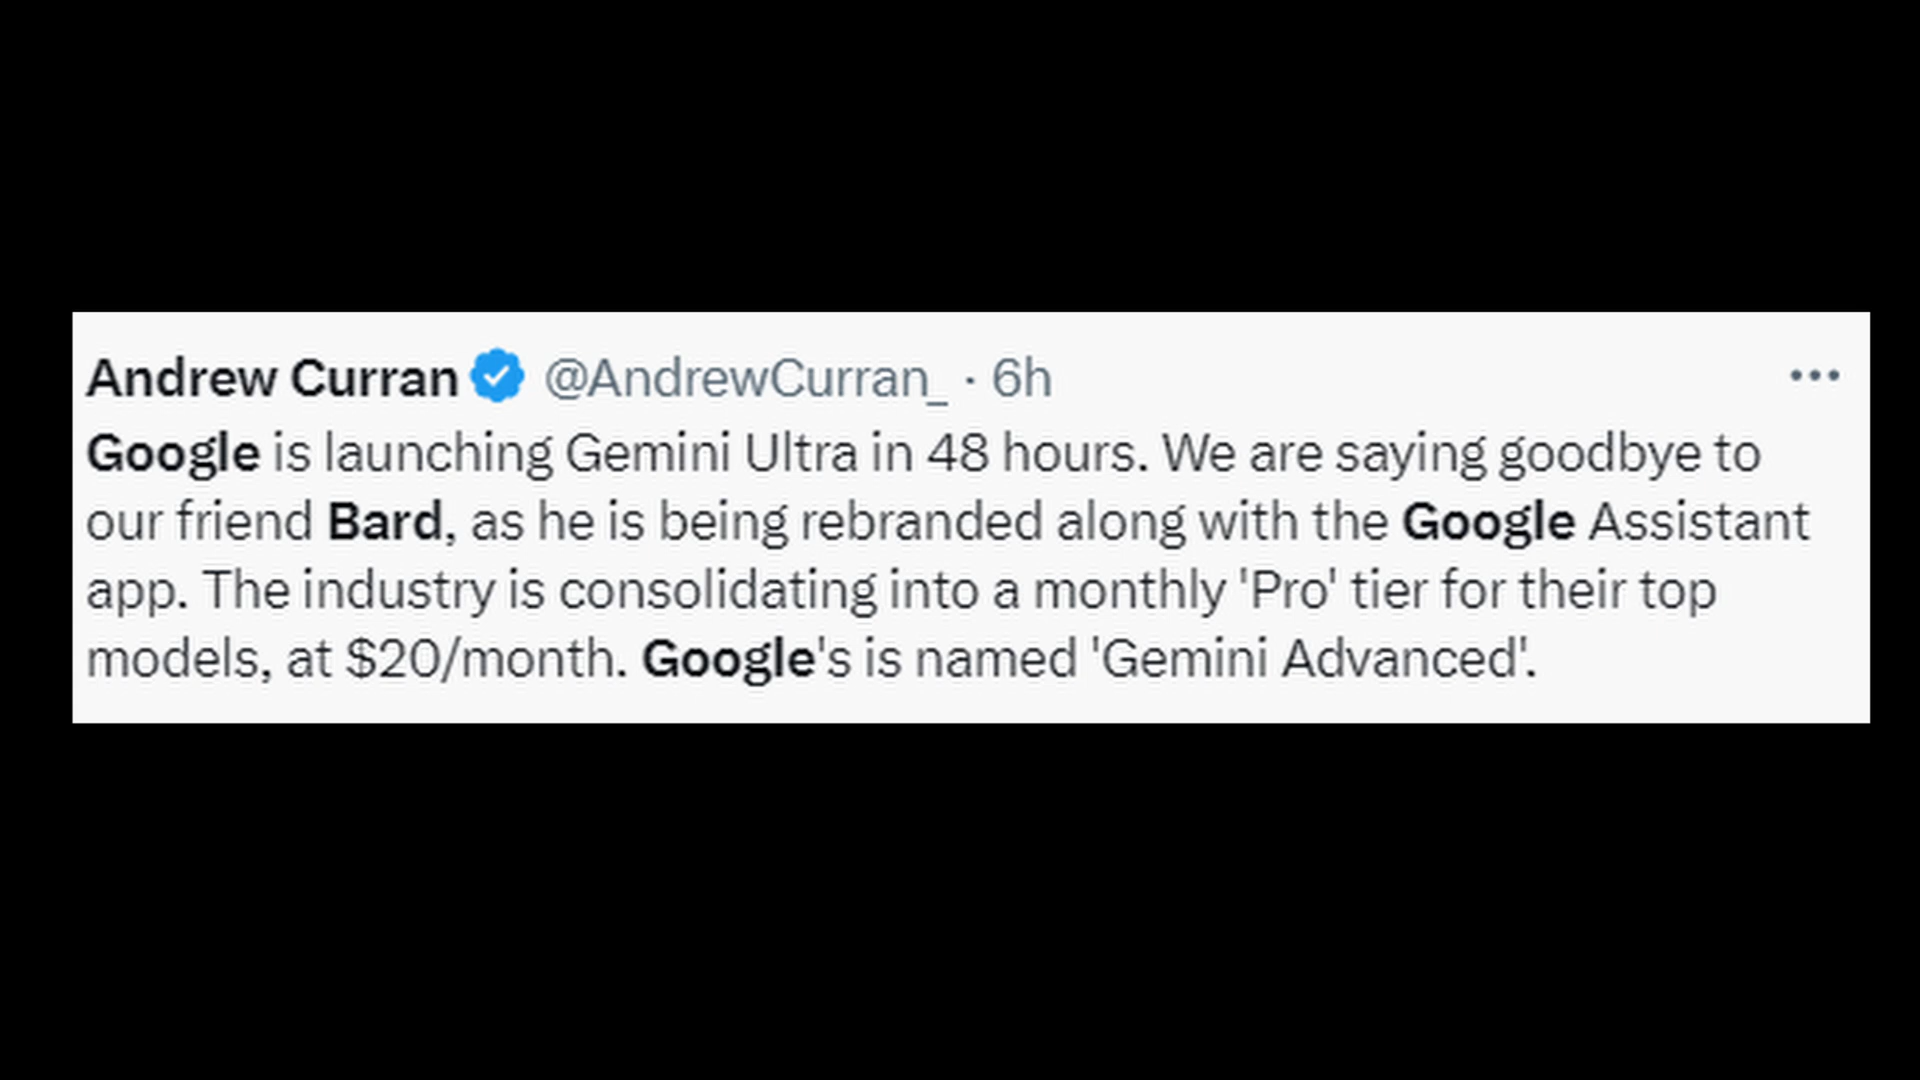 Andrew Curran @AndrewCurran_ · 6h
Google is launching Gemini Ultra in 48 hours. We are saying goodbye to
our friend Bard, as he is being rebranded along with the Google Assistant
app. The industry is consolidating into a monthly 'Pro' tier for their top
models, at $20/month. Google's is named 'Gemini Advanced'.